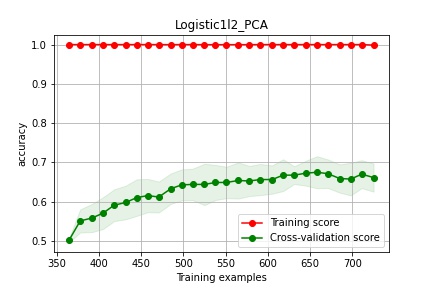 Logistic1l2_PCA
accuracy
1.0
0.9
0.8
0.7
0.6
0.5
350 400 450 500 550 600 650 700
Training examples
Training score
Cross-validation score